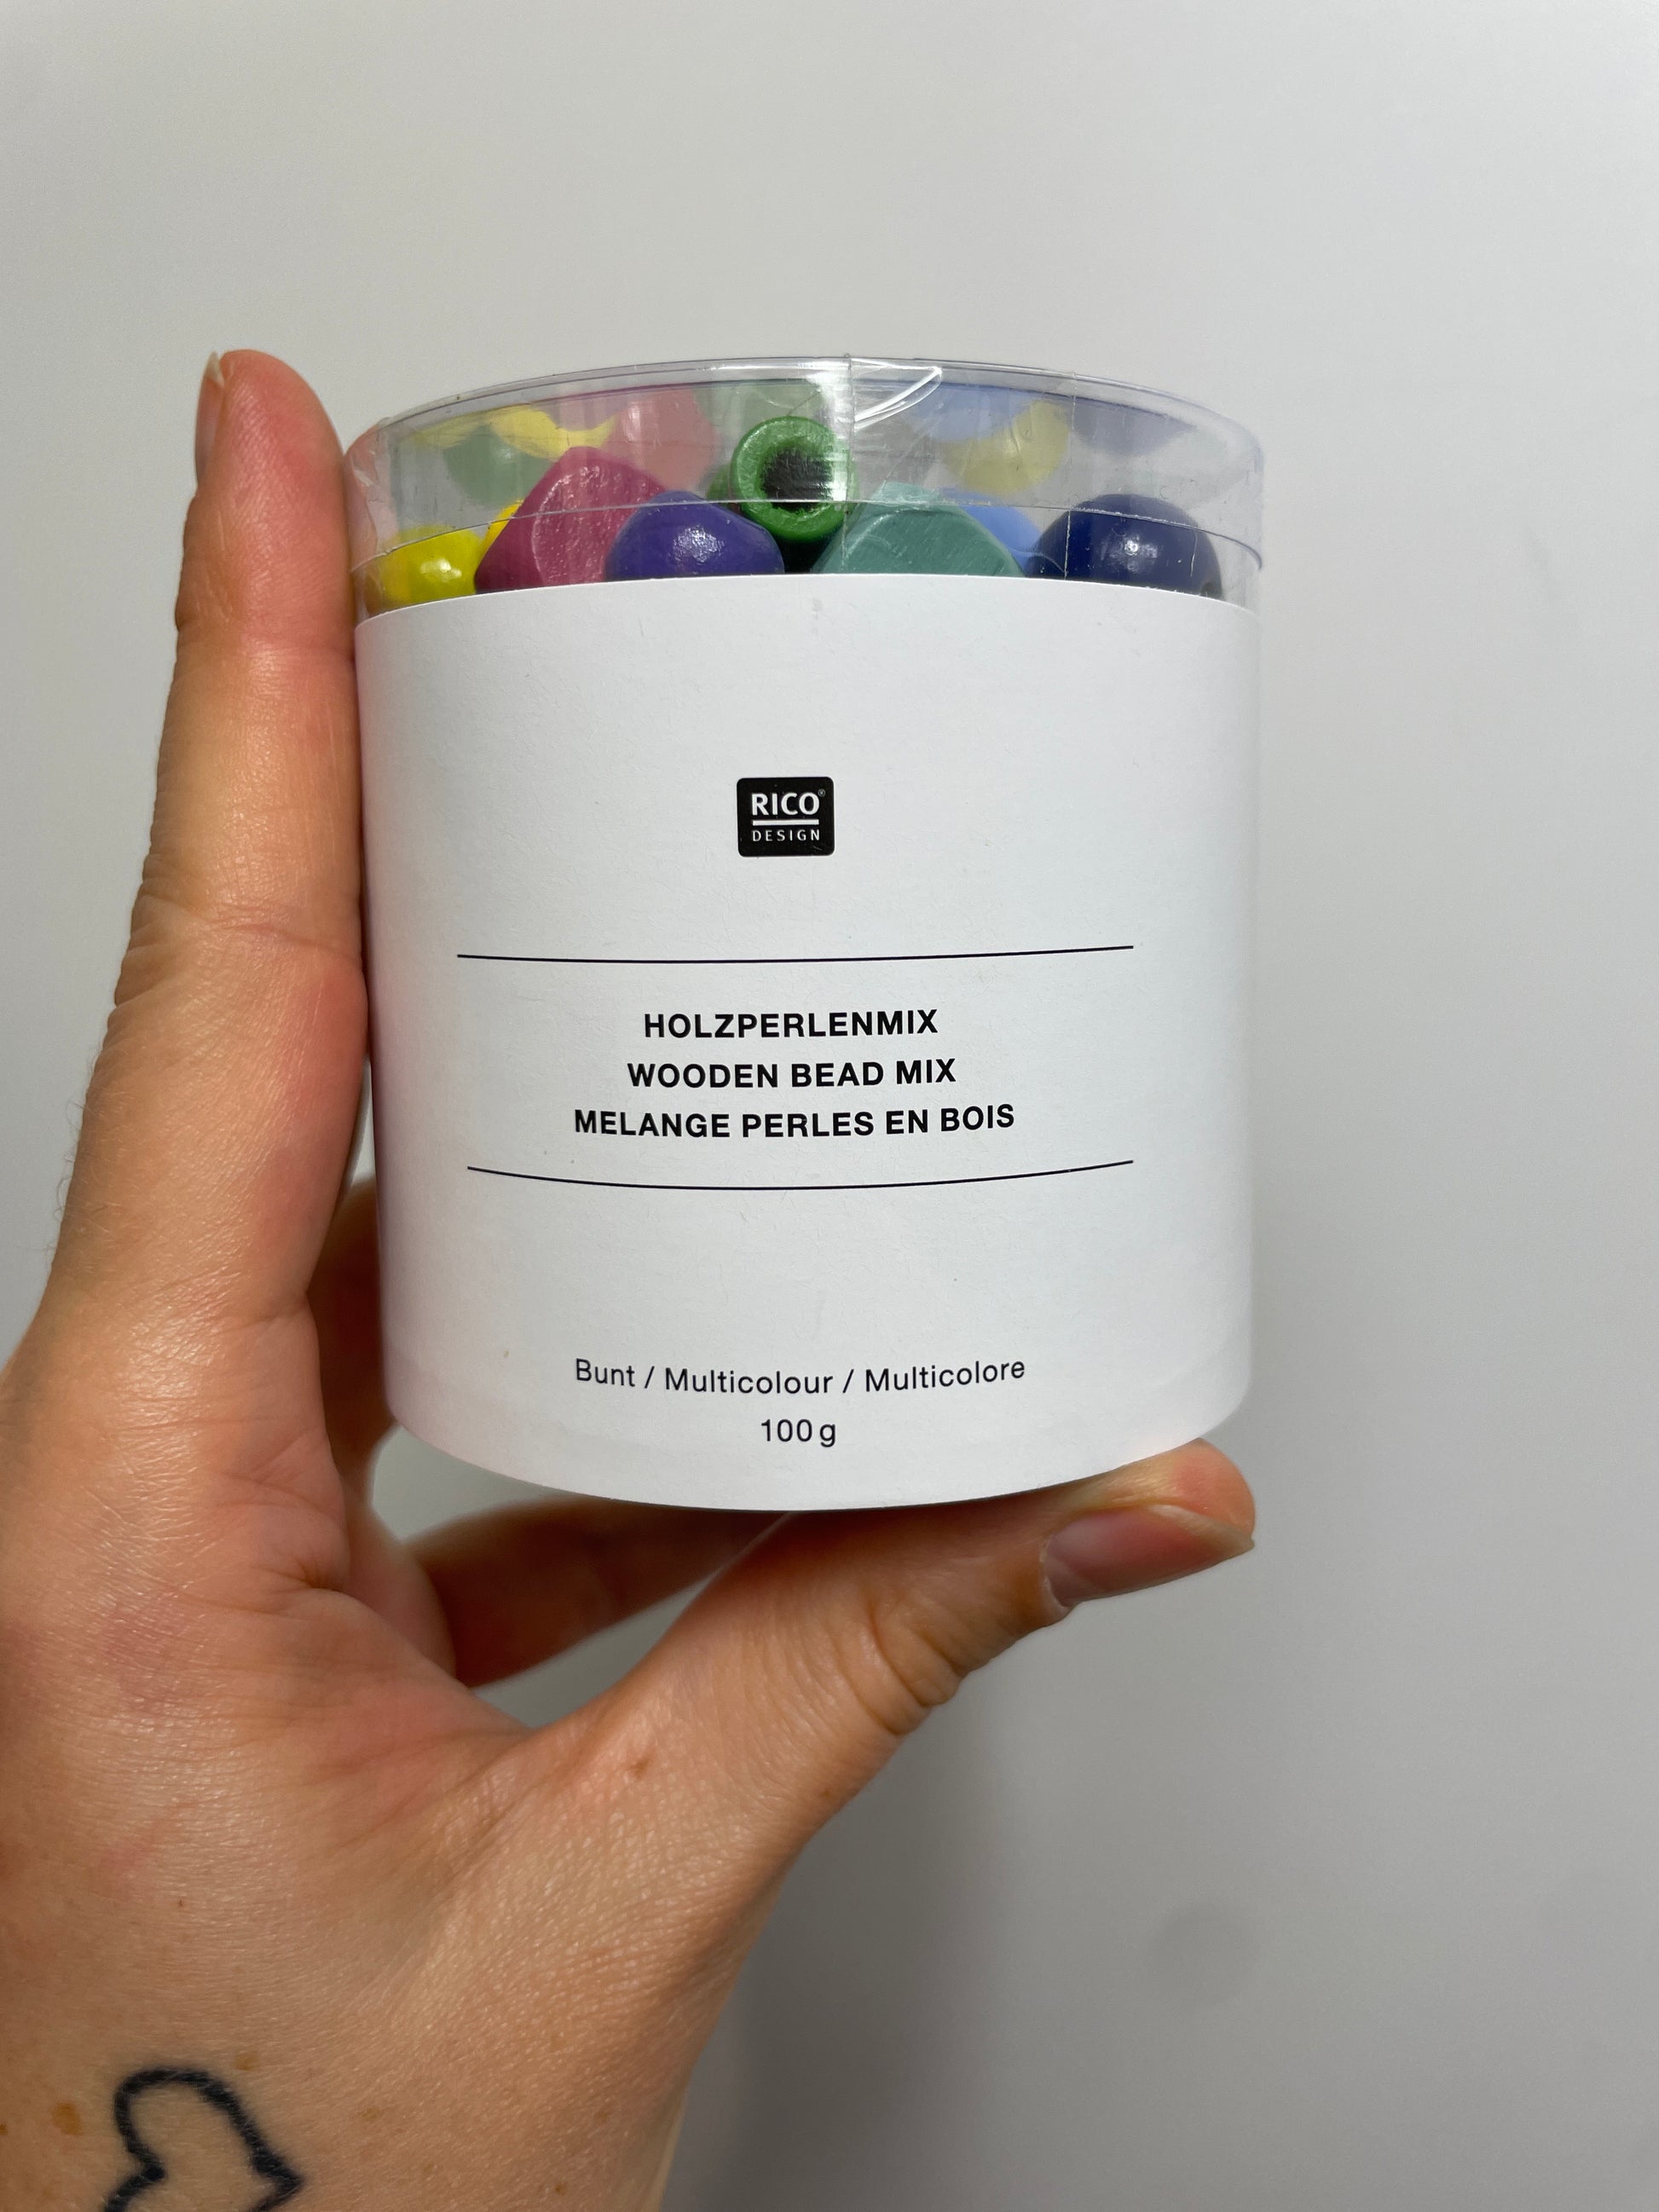 RICO®
DESIGN
HOLZPERLENMIX
WOODEN BEAD MIX
MELANGE PERLES EN BOIS
Bunt / Multicolour / Multicolore
100 g